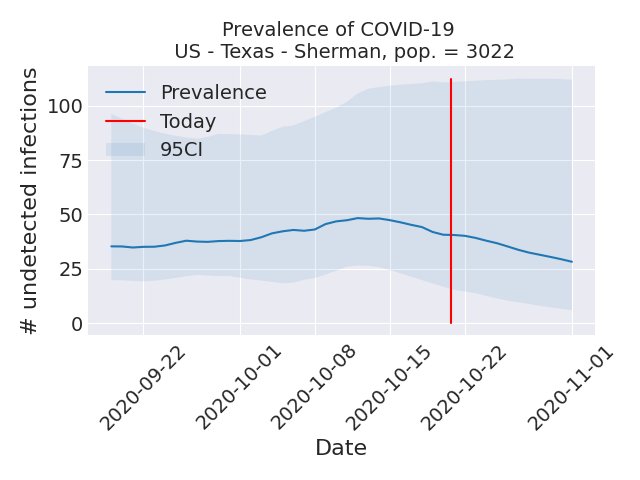 Prevalence of COVID-19
US - Texas - Sherman, pop. = 3022
# undetected infections
100
75
50
25
0
Prevalence
Today
95CI
2020-09-22
2020-10-01
2020-10-08
2020-10-15
2020-10-22
2020-11-01
Date